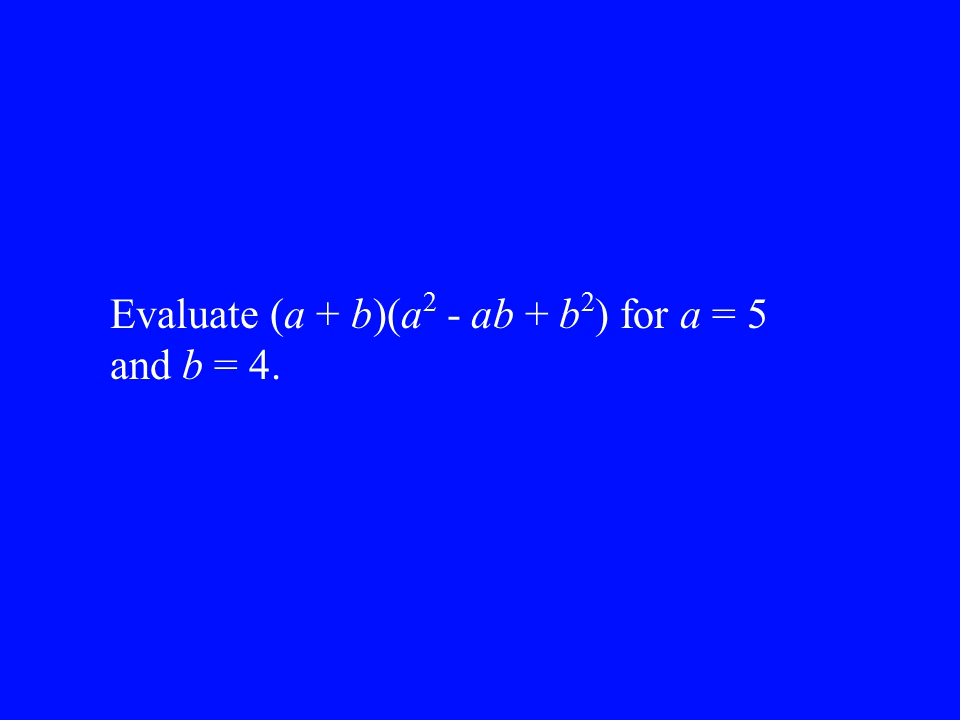 Evaluate (a + b)(a² - ab + b²) for a = 5
and b = 4.